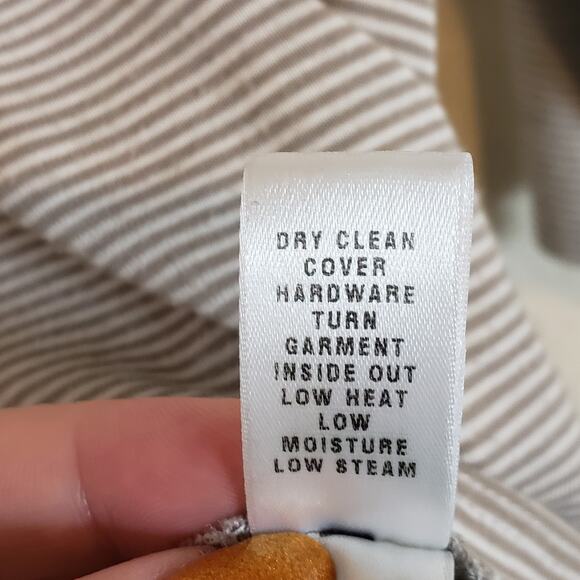 DRY CLEAN
COVER
HARDWARE
TURN
GARMENT
INSIDE OUT
LOW HEAT
LOW
MOISTURE
LOW STEAM